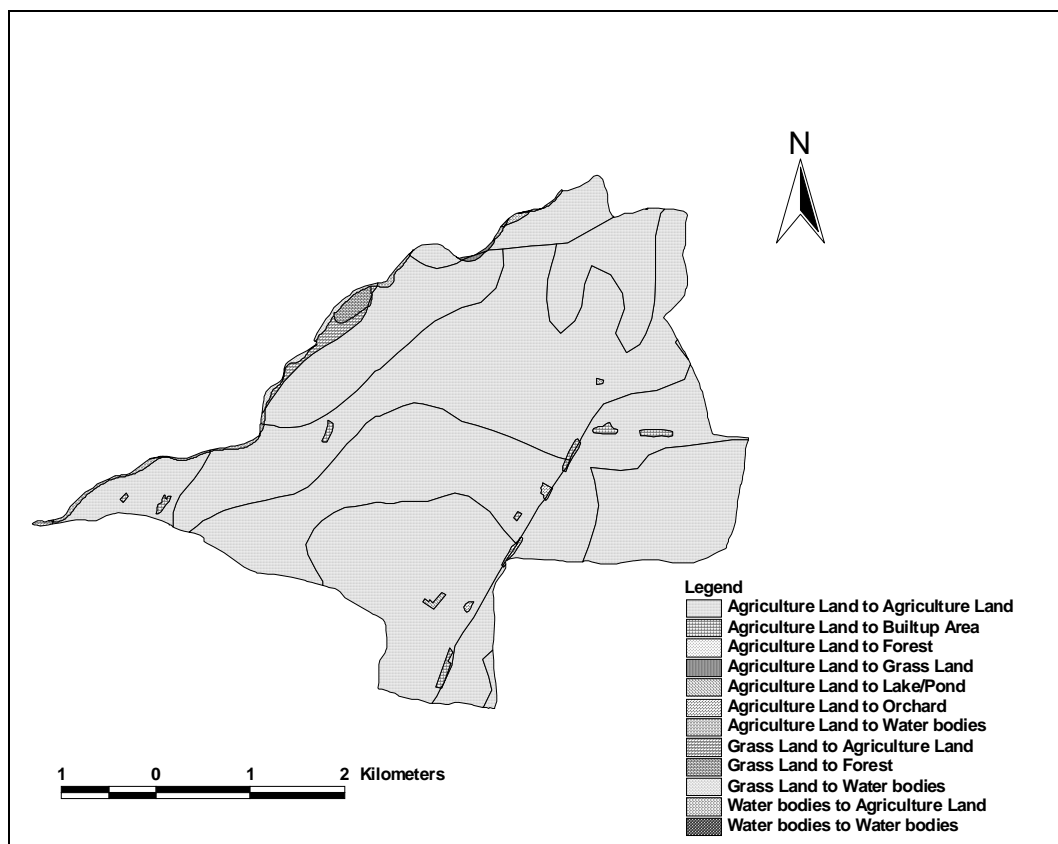 N
Legend
Agriculture Land to Agriculture Land
Agriculture Land to Builtup Area
Agriculture Land to Forest
Agriculture Land to Grass Land
Agriculture Land to Lake/Pond
Agriculture Land to Orchard
Agriculture Land to Water bodies
Grass Land to Agriculture Land
Grass Land to Forest
Grass Land to Water bodies
Water bodies to Agriculture Land
Water bodies to Water bodies
1 0 1 2 Kilometers